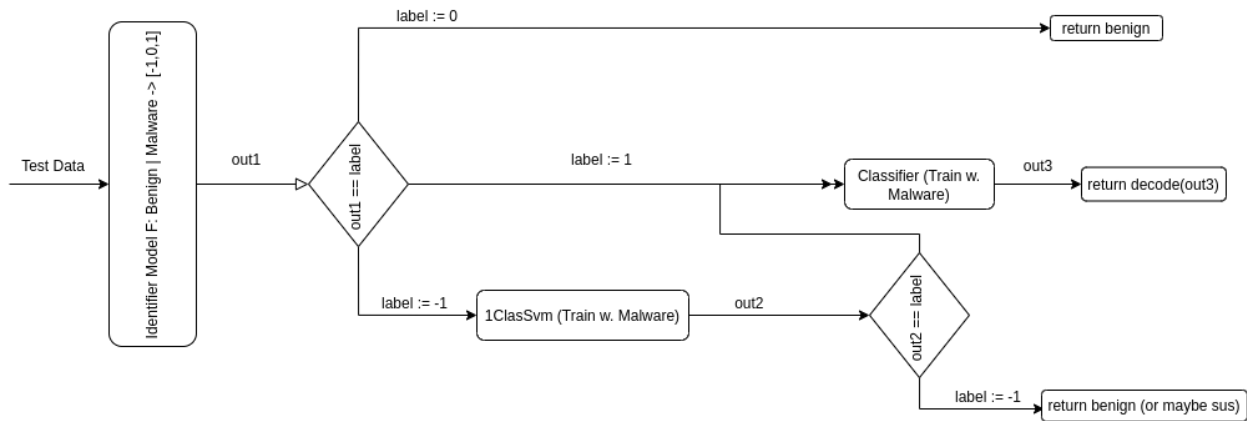 label := 0
return benign
Identifier Model F: Benign | Malware -> [-1,0,1]
Test Data
out1
out1 == label
label := 1
Classifier (Train w.
Malware)
out3
return decode(out3)
label := -1
1ClasSvm (Train w. Malware)
out2
out2 == label
label := -1
return benign (or maybe sus)